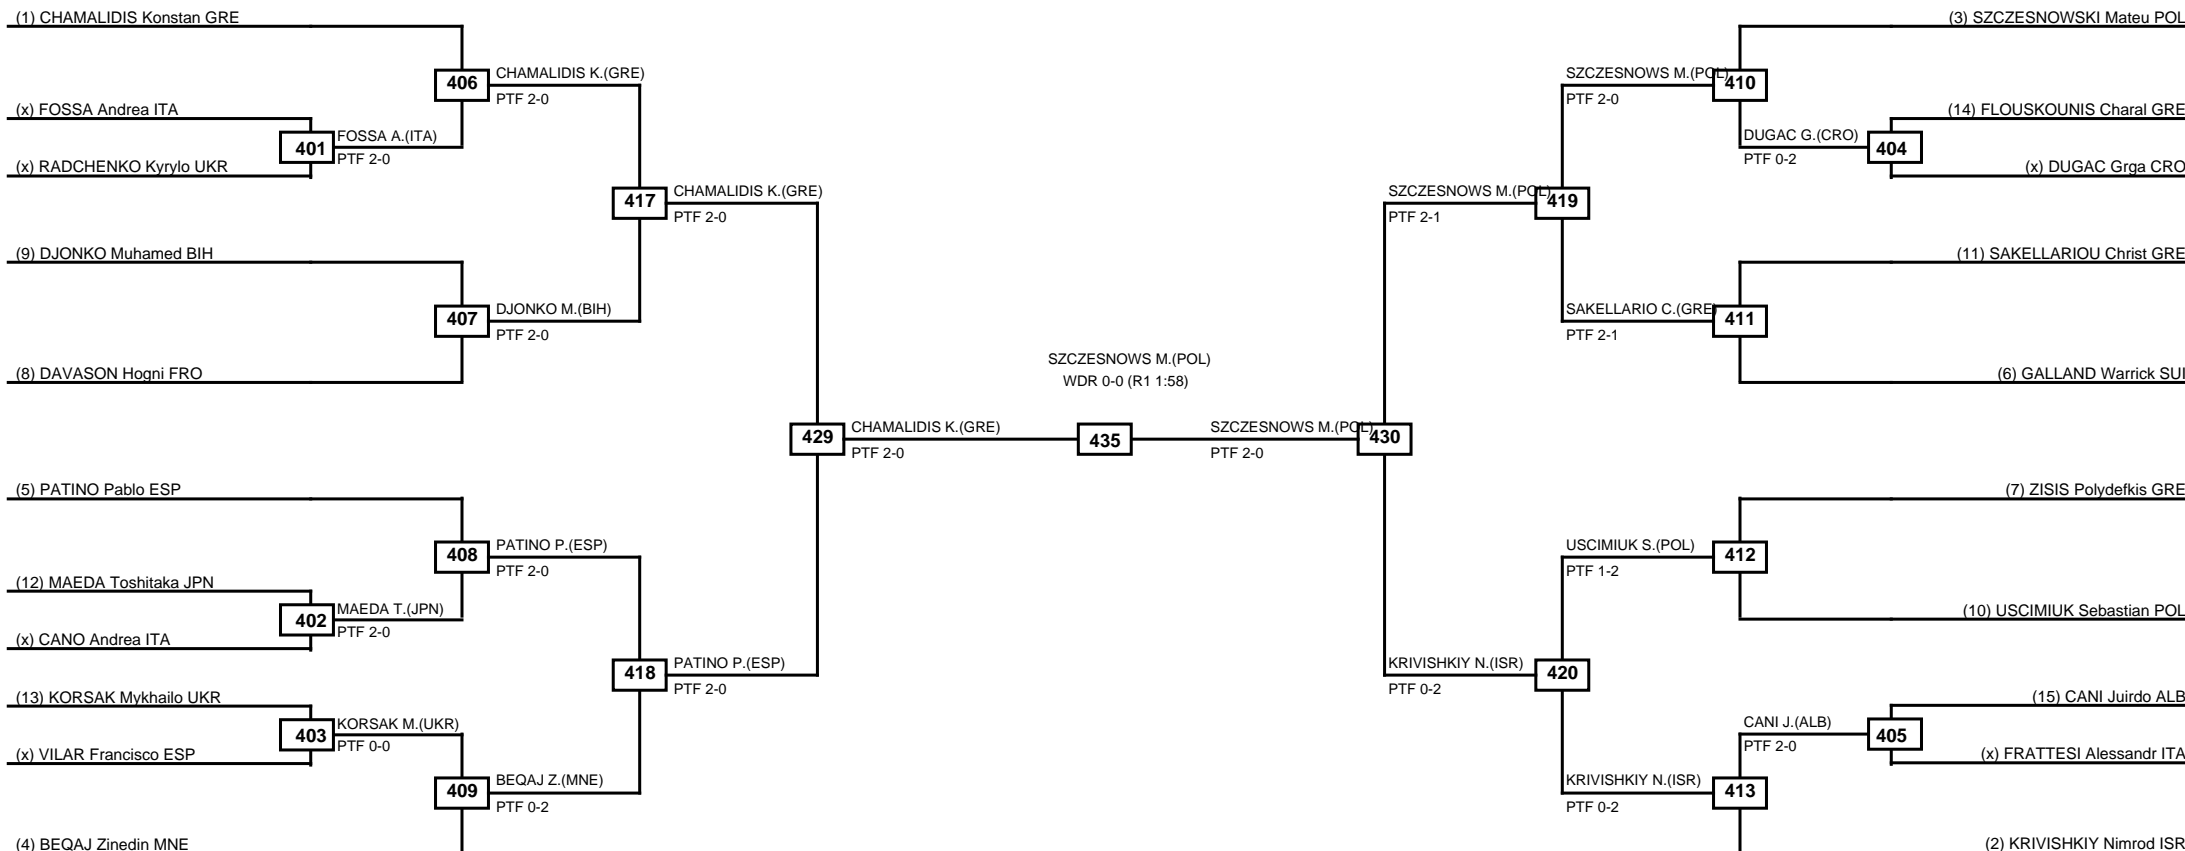 (1) CHAMALIDIS Konstan GRE
(x) FOSSA Andrea ITA
(x) RADCHENKO Kyrylo UKR
(9) DJONKO Muhamed BIH
(8) DAVASON Hogni FRO
(5) PATINO Pablo ESP
(12) MAEDA Toshitaka JPN
(x) CANO Andrea ITA
(13) KORSAK Mykhailo UKR
(x) VILAR Francisco ESP
(4) BEQAJ Zinedin MNE
401
FOSSA A.(ITA)
PTF 2-0
402
MAEDA T.(JPN)
PTF 2-0
403
KORSAK M.(UKR)
PTF 0-0
406
CHAMALIDIS K.(GRE)
PTF 2-0
407
DJONKO M.(BIH)
PTF 2-0
408
PATINO P.(ESP)
PTF 2-0
409
BEQAJ Z.(MNE)
PTF 0-2
417
CHAMALIDIS K.(GRE)
PTF 2-0
418
PATINO P.(ESP)
PTF 2-0
429
CHAMALIDIS K.(GRE)
PTF 2-0
SZCZESNOWS M.(POL)
WDR 0-0 (R1 1:58)
435
SZCZESNOWS M.(POL)
PTF 2-0
430
SZCZESNOWS M.(POL)
PTF 2-1
419
KRIVISHKIY N.(ISR)
PTF 0-2
420
SZCZESNOWS M.(POL)
PTF 2-0
410
SAKELLARIO C.(GRE)
PTF 2-1
411
USCIMIUK S.(POL)
PTF 1-2
412
KRIVISHKIY N.(ISR)
PTF 0-2
413
DUGAC G.(CRO)
PTF 0-2
404
CANI J.(ALB)
PTF 2-0
405
(3) SZCZESNOWSKI Mateu POL
(14) FLOUSKOUNIS Charal GRE
(x) DUGAC Grga CRO
(11) SAKELLARIOU Christ GRE
(6) GALLAND Warrick SUI
(7) ZISIS Polydefkis GRE
(10) USCIMIUK Sebastian POL
(15) CANI Juirdo ALB
(x) FRATTESI Alessandr ITA
(2) KRIVISHKIY Nimrod ISR